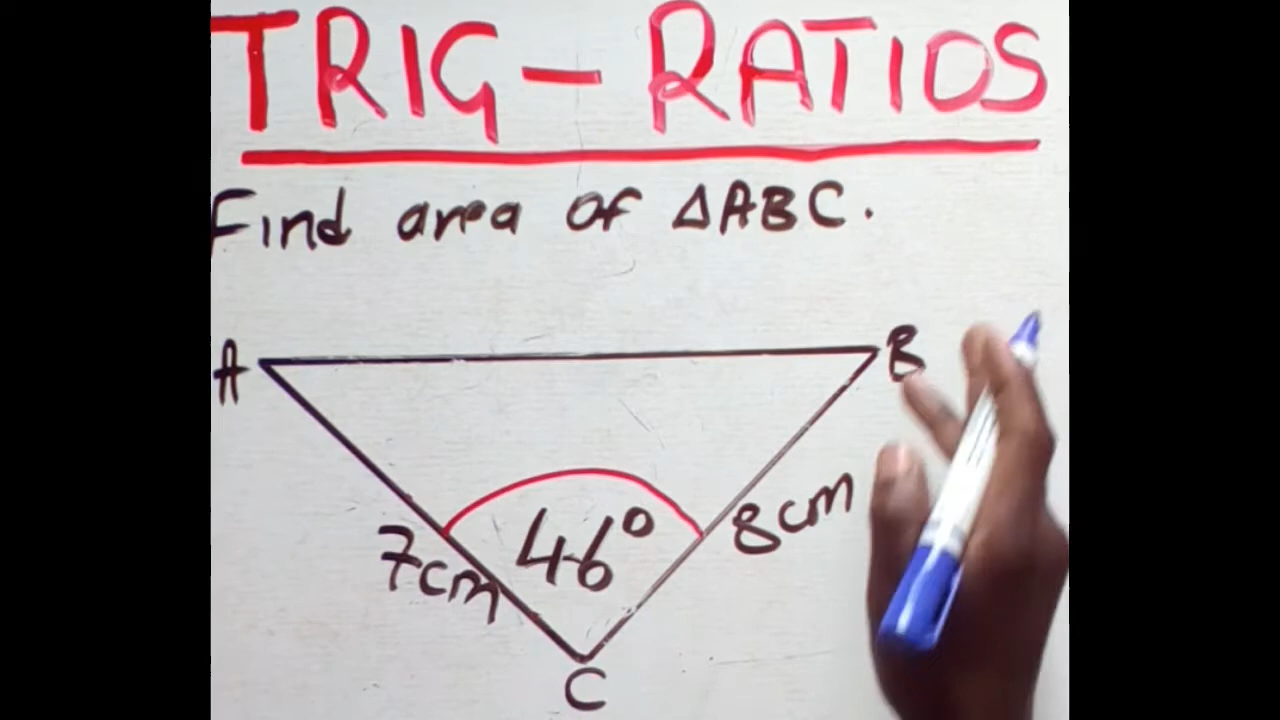 TRIG - RATIOS
Find area of ΔABC.
A
B
7cm
46°
8cm
C